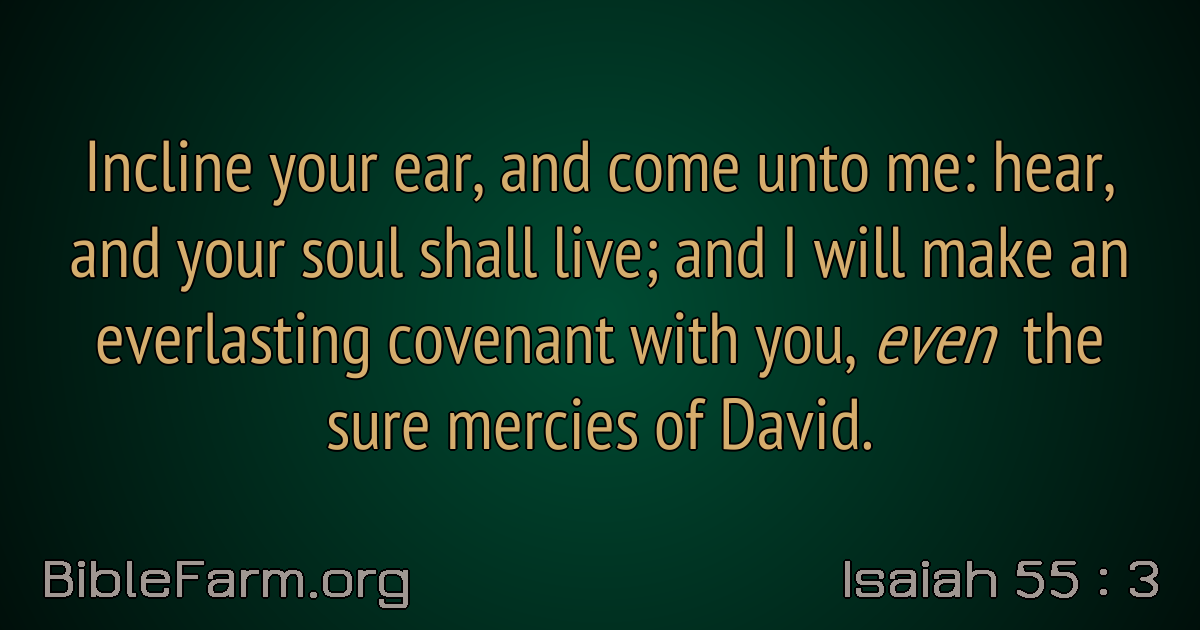 Incline your ear, and come unto me: hear,
and your soul shall live; and I will make an
everlasting covenant with you, even the
sure mercies of David.
BibleFarm.org
Isaiah 55 : 3